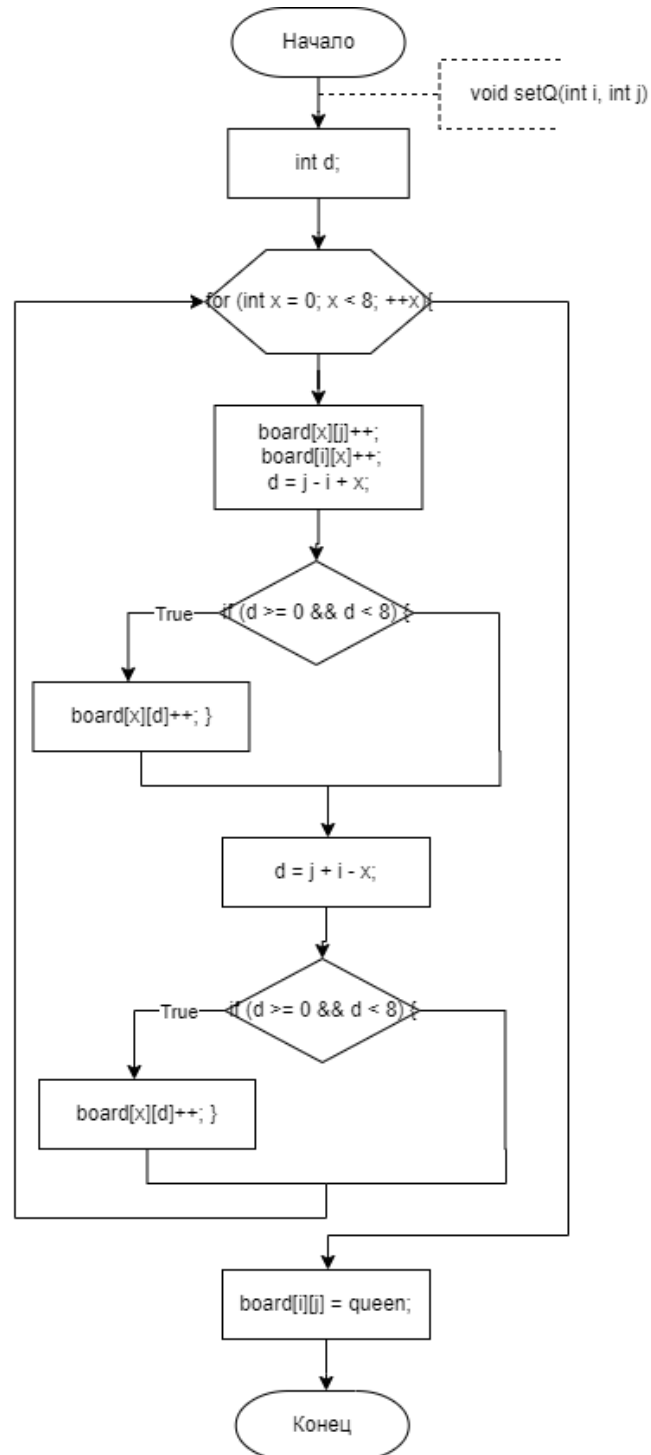 Начало
void setQ(int i, int j)
int d;
for (int x = 0; x < 8; ++x){
board[x][j]++;
board[i][x]++;
d = j - i + x;
if (d >= 0 && d < 8) {
True
board[x][d]++; }
d = j + i - x;
if (d >= 0 && d < 8) {
True
board[x][d]++; }
board[i][j] = queen;
Конец